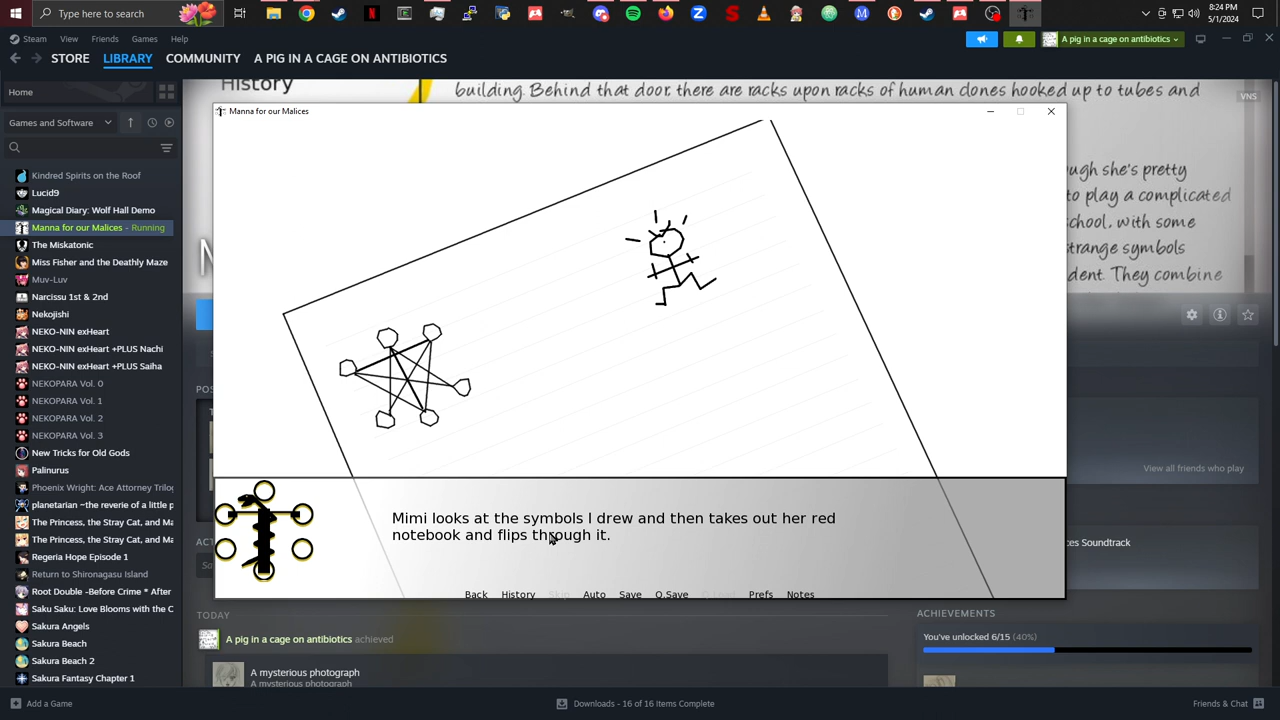 8:24 PM
5/1/2024
Steam View Friends Games Help
A pig in a cage on antibiotics
STORE LIBRARY COMMUNITY A PIG IN A CAGE ON ANTIBIOTICS
Home
Games and Software
Kindred Spirits on the Roof
Lucid9
Magical Diary: Wolf Hall Demo
Manna for our Malices - Running
The Miskatonic
Miss Fisher and the Deathly Maze
Muv-Luv
Narcissu 1st & 2nd
Nekojishi
NEKO-NIN exHeart
NEKO-NIN exHeart +PLUS Nachi
NEKO-NIN exHeart +PLUS Saiha
NEKOPARA Vol. 0
NEKOPARA Vol. 1
NEKOPARA Vol. 2
NEKOPARA Vol. 3
New Tricks for Old Gods
Palinurus
Phoenix Wright: Ace Attorney Trilog
planetarian ~the reverie of a little p
The Princess, the Stray Cat, and Ma
The Princess, the Stray Cat, and Ma
Regeria Hope Episode 1
Return to Shironagasu Island
Root Double -Before Crime * After
Saku Saku: Love Blooms with the C
Sakura Angels
Sakura Beach
Sakura Beach 2
Sakura Fantasy Chapter 1
History
building. Behind that door, there are racks upon racks of human clones hooked up to tubes and
VNS
ugh she's pretty
to play a complicated
school, with some
strange symbols
dent. They combine
N
Manna for our Malices
Mimi looks at the symbols I drew and then takes out her red
notebook and flips through it.
Back History Skip Auto Save Q.Save Q.Load Prefs Notes
View all friends who play
POS
ces Soundtrack
ACT
So
TODAY
A pig in a cage on antibiotics achieved
A mysterious photograph
A mysterious photograph
ACHIEVEMENTS
You've unlocked 6/15 (40%)
Add a Game
Downloads - 16 of 16 Items Complete
Friends & Chat